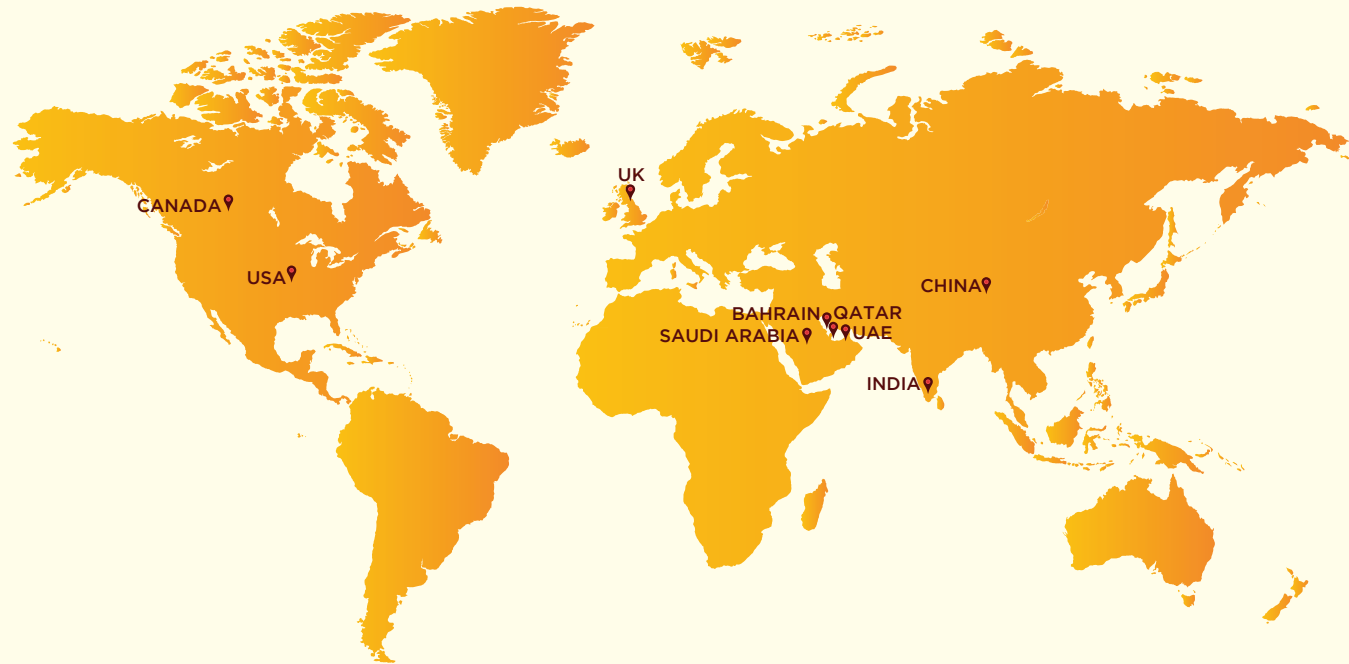 UK
CANADA
USA
CHINA
BAHRAIN
QATAR
SAUDI ARABIA
UAE
INDIA